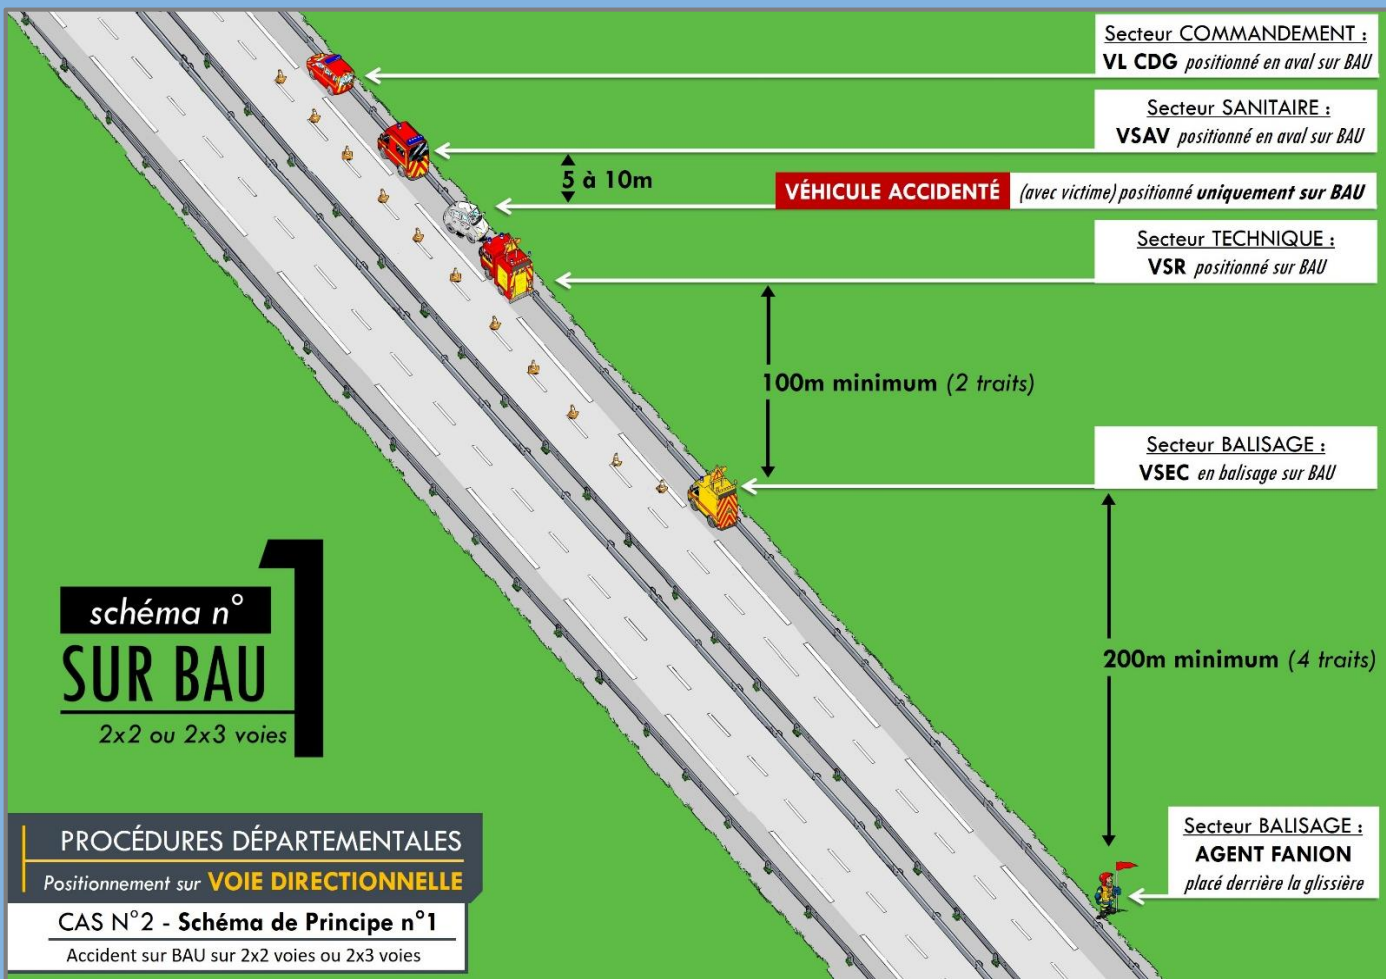 Secteur COMMANDEMENT :
VL CDG positionné en aval sur BAU
Secteur SANITAIRE :
VSAV positionné en aval sur BAU
5 à 10m
VÉHICULE ACCIDENTÉ (avec victime) positionné uniquement sur BAU
Secteur TECHNIQUE :
VSR positionné sur BAU
100m minimum (2 traits)
Secteur BALISAGE :
VSEC en balisage sur BAU
200m minimum (4 traits)
Secteur BALISAGE :
AGENT FANION
placé derrière la glissière
schéma n° 1
SUR BAU
2x2 ou 2x3 voies
PROCÉDURES DÉPARTEMENTALES
Positionnement sur VOIE DIRECTIONNELLE
CAS N°2 - Schéma de Principe n°1
Accident sur BAU sur 2x2 voies ou 2x3 voies